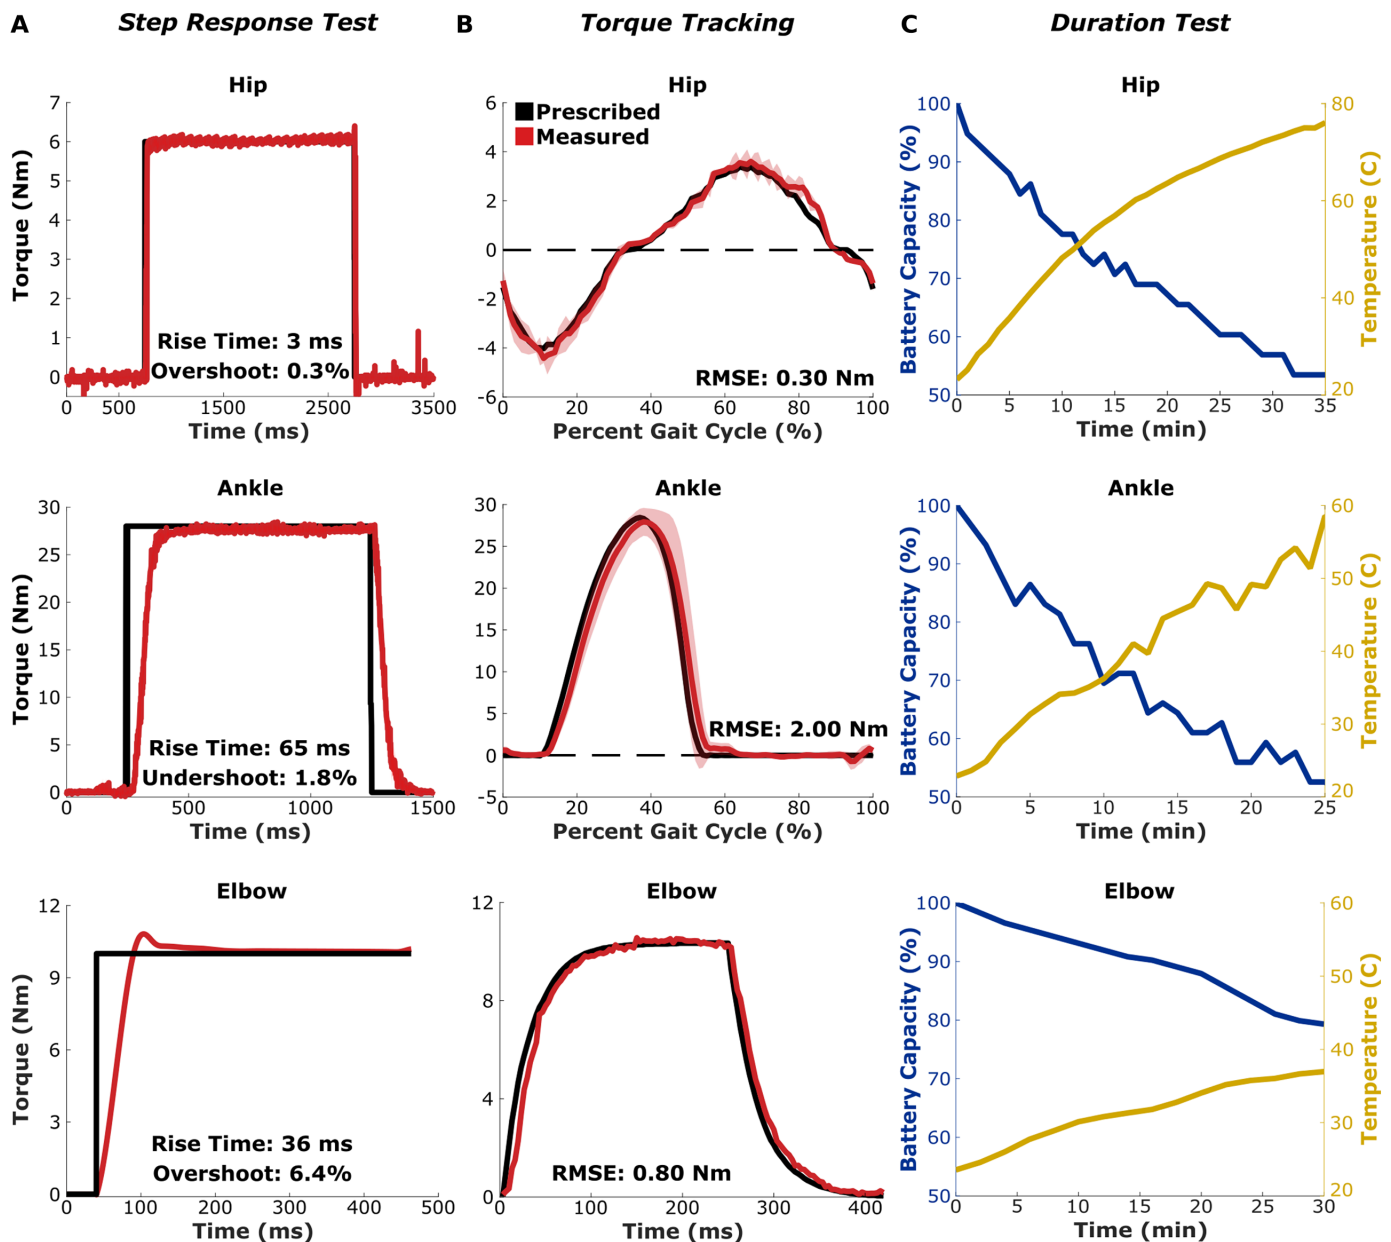 A Step Response Test B Torque Tracking C Duration Test
Hip
7
6
5
4
3
2
1
0
Torque (Nm)
Rise Time: 3 ms
Overshoot: 0.3%
0 500 1500 2500 3500
Time (ms)
Hip
Prescribed
Measured
6
4
2
0
-2
-4
-6
RMSE: 0.30 Nm
0 20 40 60 80 100
Percent Gait Cycle (%)
Hip
100
90
80
70
60
50
Battery Capacity (%)
80
60
40
20
Temperature (C)
0 5 10 15 20 25 30 35
Time (min)
Ankle
30
25
20
15
10
5
0
Torque (Nm)
Rise Time: 65 ms
Undershoot: 1.8%
0 500 1000 1500
Time (ms)
Ankle
30
25
20
15
10
5
0
-5
RMSE: 2.00 Nm
0 20 40 60 80 100
Percent Gait Cycle (%)
Ankle
100
90
80
70
60
50
Battery Capacity (%)
60
50
40
30
20
Temperature (C)
0 5 10 15 20 25
Time (min)
Elbow
12
9
6
3
0
Torque (Nm)
Rise Time: 36 ms
Overshoot: 6.4%
0 100 200 300 400 500
Time (ms)
Elbow
12
8
4
0
RMSE: 0.80 Nm
0 100 200 300 400
Time (ms)
Elbow
100
90
80
70
60
50
Battery Capacity (%)
60
50
40
30
20
Temperature (C)
0 5 10 15 20 25 30
Time (min)